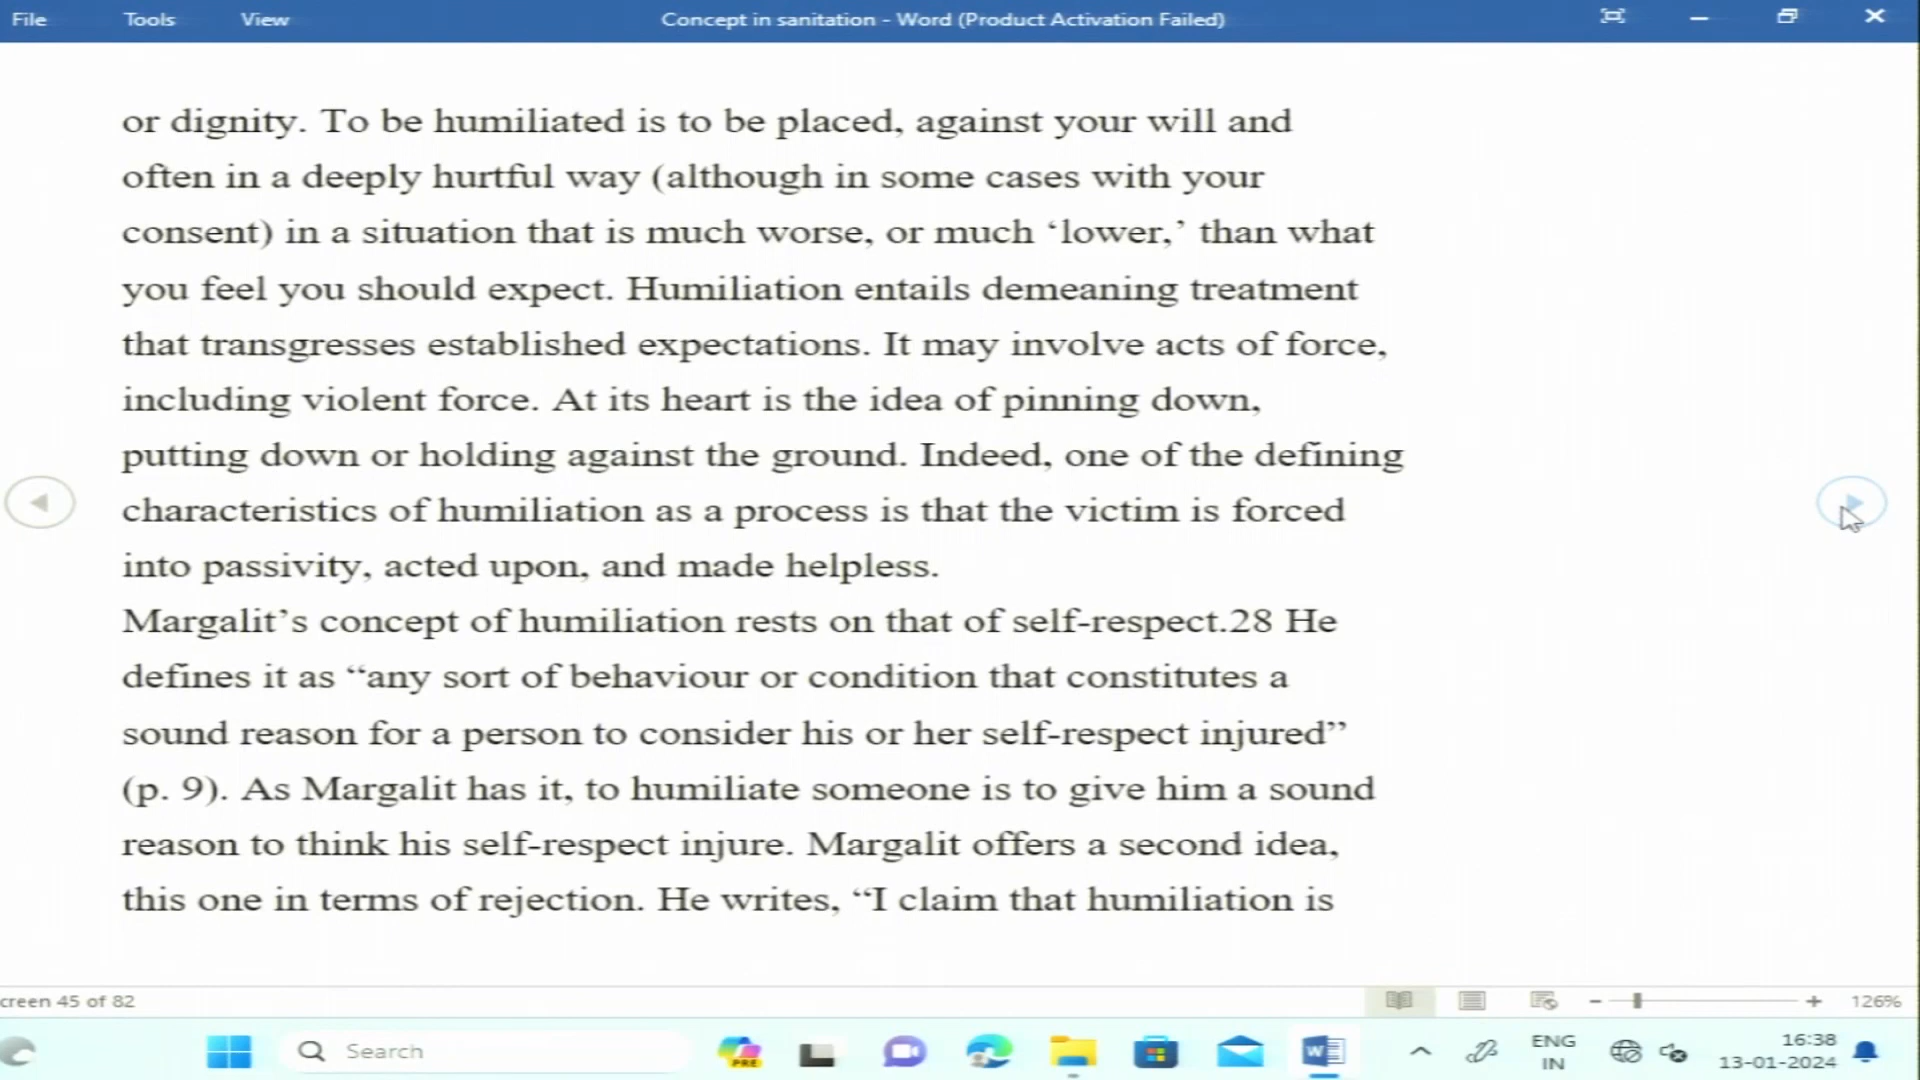 File Tools View Concept in sanitation - Word (Product Activation Failed)
or dignity. To be humiliated is to be placed, against your will and
often in a deeply hurtful way (although in some cases with your
consent) in a situation that is much worse, or much ‘lower,’ than what
you feel you should expect. Humiliation entails demeaning treatment
that transgresses established expectations. It may involve acts of force,
including violent force. At its heart is the idea of pinning down,
putting down or holding against the ground. Indeed, one of the defining
characteristics of humiliation as a process is that the victim is forced
into passivity, acted upon, and made helpless.
Margalit’s concept of humiliation rests on that of self-respect.28 He
defines it as “any sort of behaviour or condition that constitutes a
sound reason for a person to consider his or her self-respect injured”
(p. 9). As Margalit has it, to humiliate someone is to give him a sound
reason to think his self-respect injure. Margalit offers a second idea,
this one in terms of rejection. He writes, “I claim that humiliation is
creen 45 of 82 126%
Search PRE W ENG 16:38
IN 13-01-2024